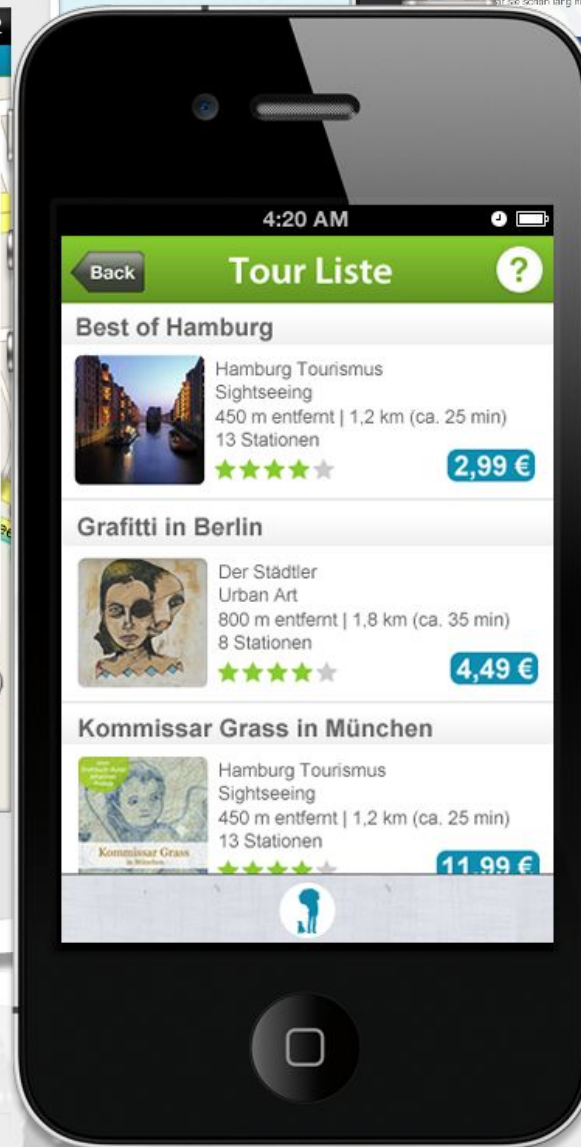 4:20 AM
Back
Tour Liste
?
Best of Hamburg
Hamburg Tourismus
Sightseeing
450 m entfernt | 1,2 km (ca. 25 min)
13 Stationen
2,99 €
Grafitti in Berlin
Der Städtler
Urban Art
800 m entfernt | 1,8 km (ca. 35 min)
8 Stationen
4,49 €
Kommissar Grass in München
Hamburg Tourismus
Sightseeing
450 m entfernt | 1,2 km (ca. 25 min)
13 Stationen
Kommissar Grass
in München
11,99 €